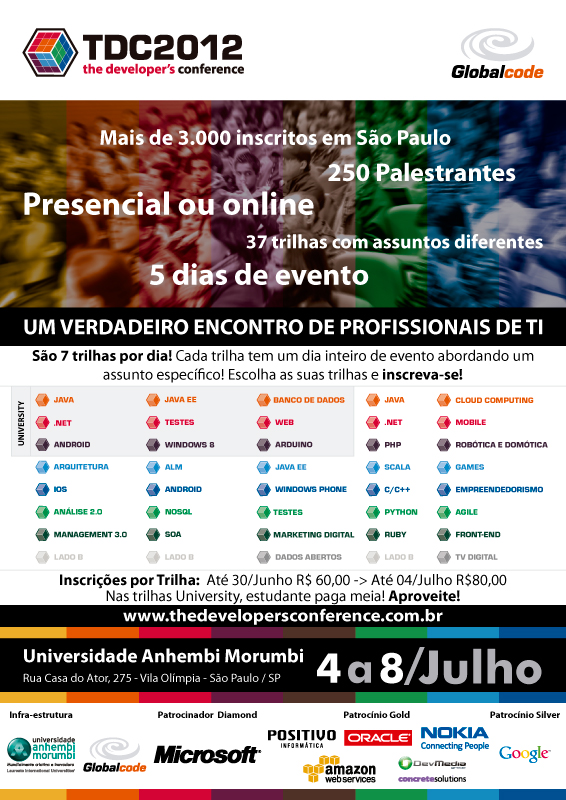 TDC2012
the developer's conference
Globalcode
Mais de 3.000 inscritos em São Paulo
250 Palestrantes
Presencial ou online
37 trilhas com assuntos diferentes
5 dias de evento
UM VERDADEIRO ENCONTRO DE PROFISSIONAIS DE TI
São 7 trilhas por dia! Cada trilha tem um dia inteiro de evento abordando um
assunto específico! Escolha as suas trilhas e inscreva-se!
UNIVERSITY
JAVA JAVA EE BANCO DE DADOS JAVA CLOUD COMPUTING
.NET TESTES WEB .NET MOBILE
ANDROID WINDOWS 8 ARDUINO PHP ROBÓTICA E DOMÓTICA
ARQUITETURA ALM JAVA EE SCALA GAMES
IOS ANDROID WINDOWS PHONE C/C++ EMPREENDEDORISMO
ANÁLISE 2.0 NOSQL TESTES PYTHON AGILE
MANAGEMENT 3.0 SOA MARKETING DIGITAL RUBY FRONT-END
LADO B LADO B DADOS ABERTOS LADO B TV DIGITAL
Inscrições por Trilha: Até 30/Junho R$ 60,00 -> Até 04/Julho R$80,00
Nas trilhas University, estudante paga meia! Aproveite!
www.thedevelopersconference.com.br
Universidade Anhembi Morumbi
Rua Casa do Ator, 275 - Vila Olímpia - São Paulo / SP
4 a 8/Julho
Infra-estrutura Patrocinador Diamond Patrocínio Gold Patrocínio Silver
universidade
anhembi
morumbi
Laureate International Universities
Globalcode
Microsoft
POSITIVO
INFORMÁTICA
ORACLE
NOKIA
Connecting People
amazon
web services
DevMedia
concretesolutions
Google